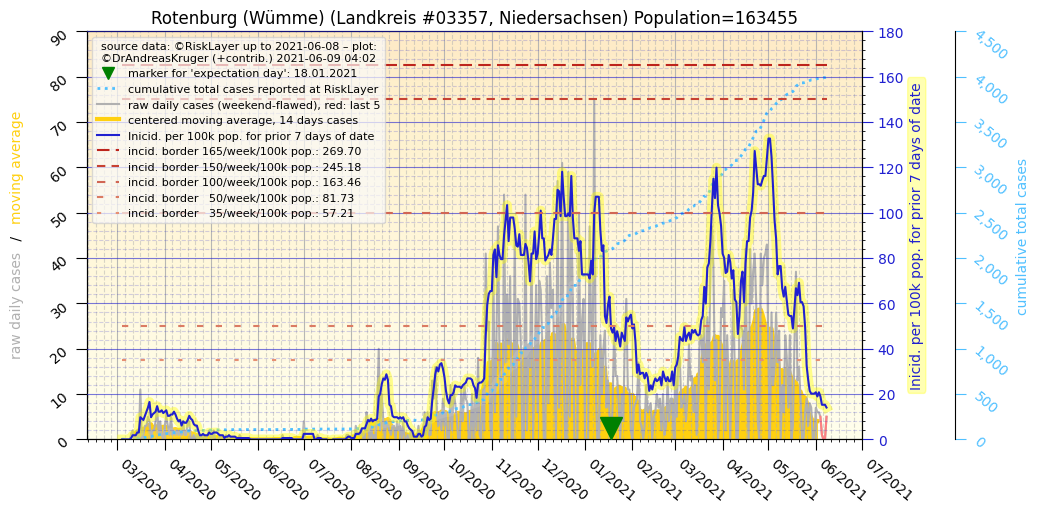 Rotenburg (Wümme) (Landkreis #03357, Niedersachsen) Population=163455
source data: ©RiskLayer up to 2021-06-08 – plot:
©DrAndreasKruger (+contrib.) 2021-06-09 04:02
marker for 'expectation day': 18.01.2021
cumulative total cases reported at RiskLayer
raw daily cases (weekend-flawed), red: last 5
centered moving average, 14 days cases
Inicid. per 100k pop. for prior 7 days of date
incid. border 165/week/100k pop.: 269.70
incid. border 150/week/100k pop.: 245.18
incid. border 100/week/100k pop.: 163.46
incid. border 50/week/100k pop.: 81.73
incid. border 35/week/100k pop.: 57.21
raw daily cases / moving average
0
10
20
30
40
50
60
70
80
90
03/2020
04/2020
05/2020
06/2020
07/2020
08/2020
09/2020
10/2020
11/2020
12/2020
01/2021
02/2021
03/2021
04/2021
05/2021
06/2021
07/2021
0
20
40
60
80
100
120
140
160
180
Inicid. per 100k pop. for prior 7 days of date
0
500
1,000
1,500
2,000
2,500
3,000
3,500
4,000
4,500
cumulative total cases